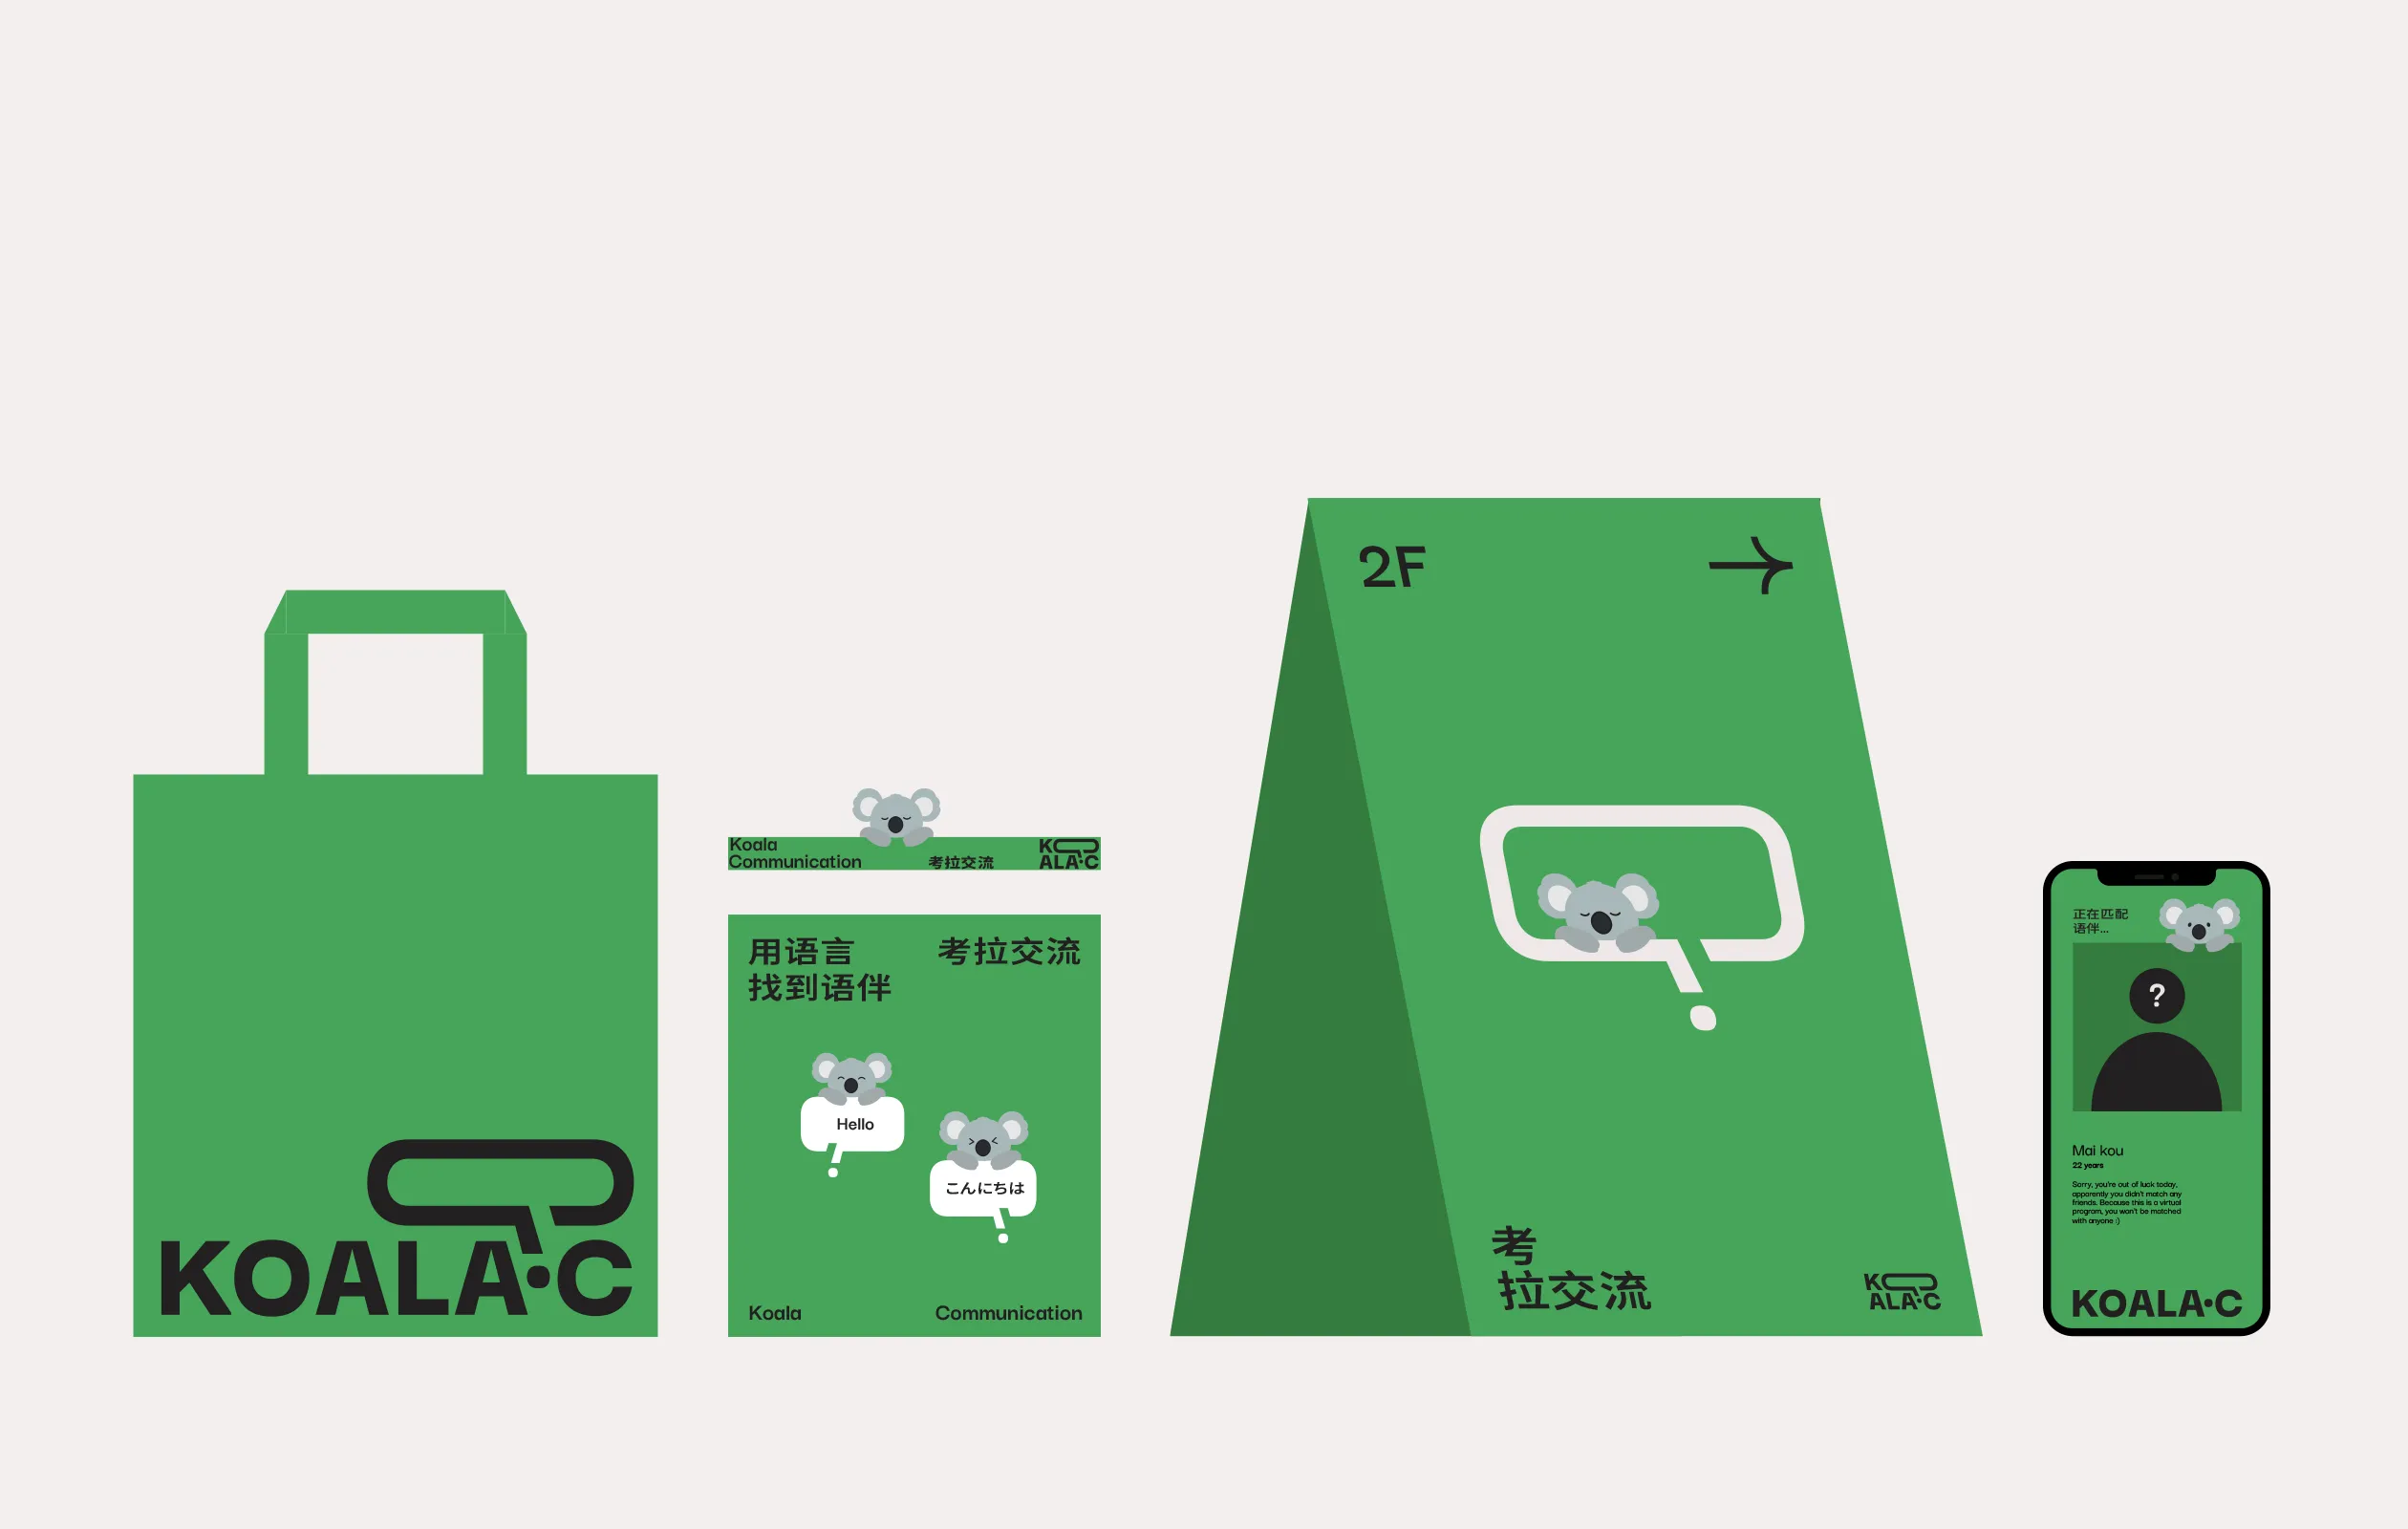 KOALA·C
Koala
Communication
考拉交流
K
ALA·C
用语言
找到语伴
考拉交流
Hello
こんにちは
Koala
Communication
2F
考
拉交流
K
ALA·C
正在匹配
语伴...
?
Mai kou
22 years
Sorry, you're out of luck today,
apparently you didn't match any
friends. Because this is a virtual
program, you won't be matched
with anyone :)
KOALA·C